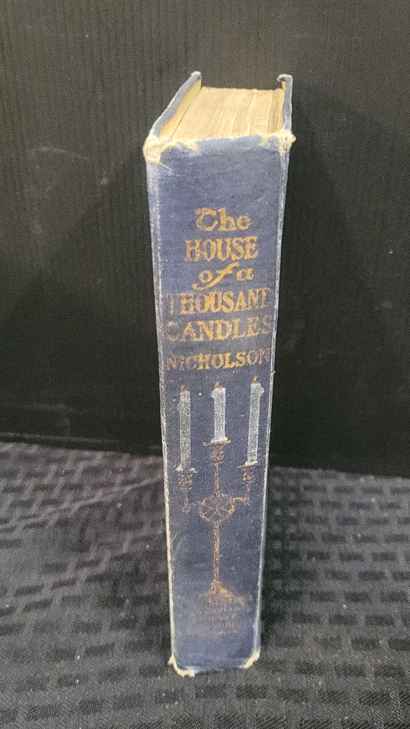 The
HOUSE
of a
THOUSAND
CANDLES
NICHOLSON